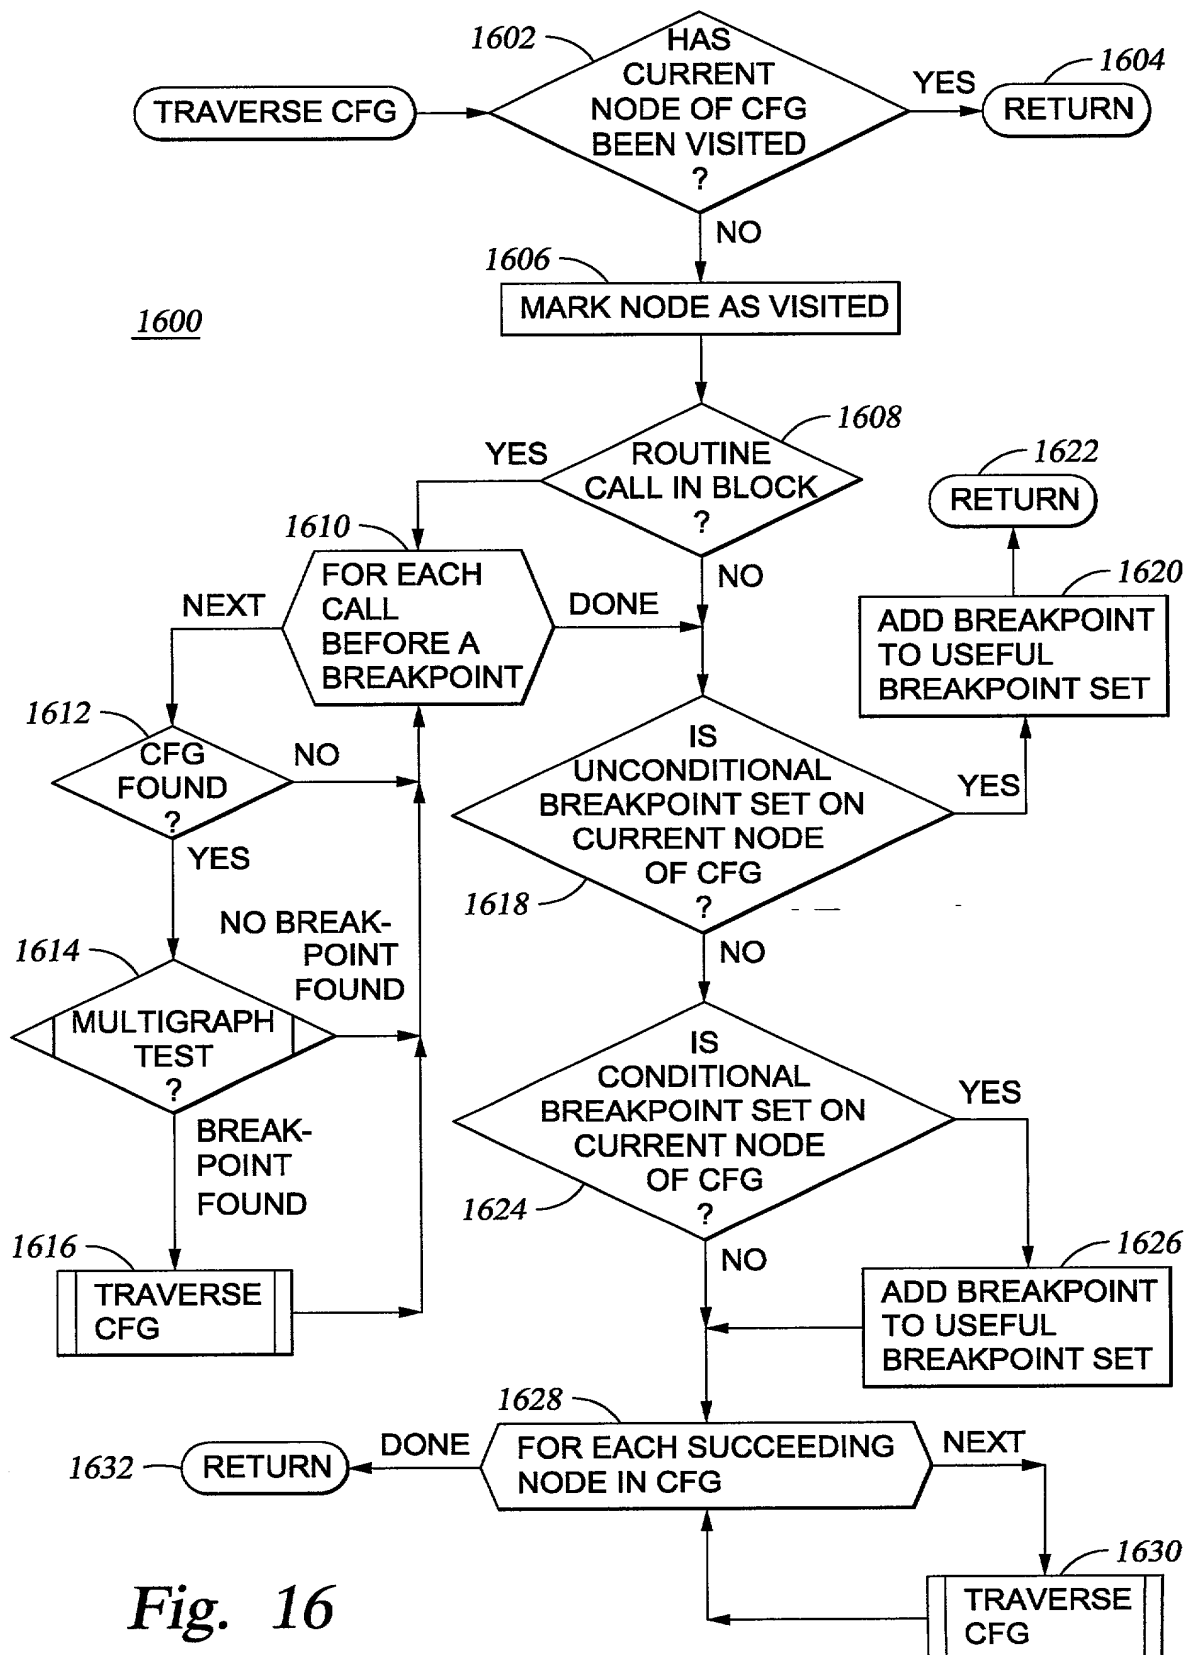 1602
HAS
CURRENT
NODE OF CFG
BEEN VISITED
?
TRAVERSE CFG
YES
1604
RETURN
NO
1606
MARK NODE AS VISITED
1600
1608
ROUTINE
CALL IN BLOCK
?
YES
NO
1610
FOR EACH
CALL
BEFORE A
BREAKPOINT
NEXT
DONE
1622
RETURN
1620
ADD BREAKPOINT
TO USEFUL
BREAKPOINT SET
1612
CFG
FOUND
?
NO
YES
IS
UNCONDITIONAL
BREAKPOINT SET ON
CURRENT NODE
OF CFG
?
1618
YES
NO
1614
MULTIGRAPH
TEST
?
NO BREAK-
POINT
FOUND
BREAK-
POINT
FOUND
1616
TRAVERSE
CFG
IS
CONDITIONAL
BREAKPOINT SET ON
CURRENT NODE
OF CFG
?
1624
YES
NO
1626
ADD BREAKPOINT
TO USEFUL
BREAKPOINT SET
1628
FOR EACH SUCCEEDING
NODE IN CFG
DONE
1632
RETURN
NEXT
1630
TRAVERSE
CFG
Fig. 16